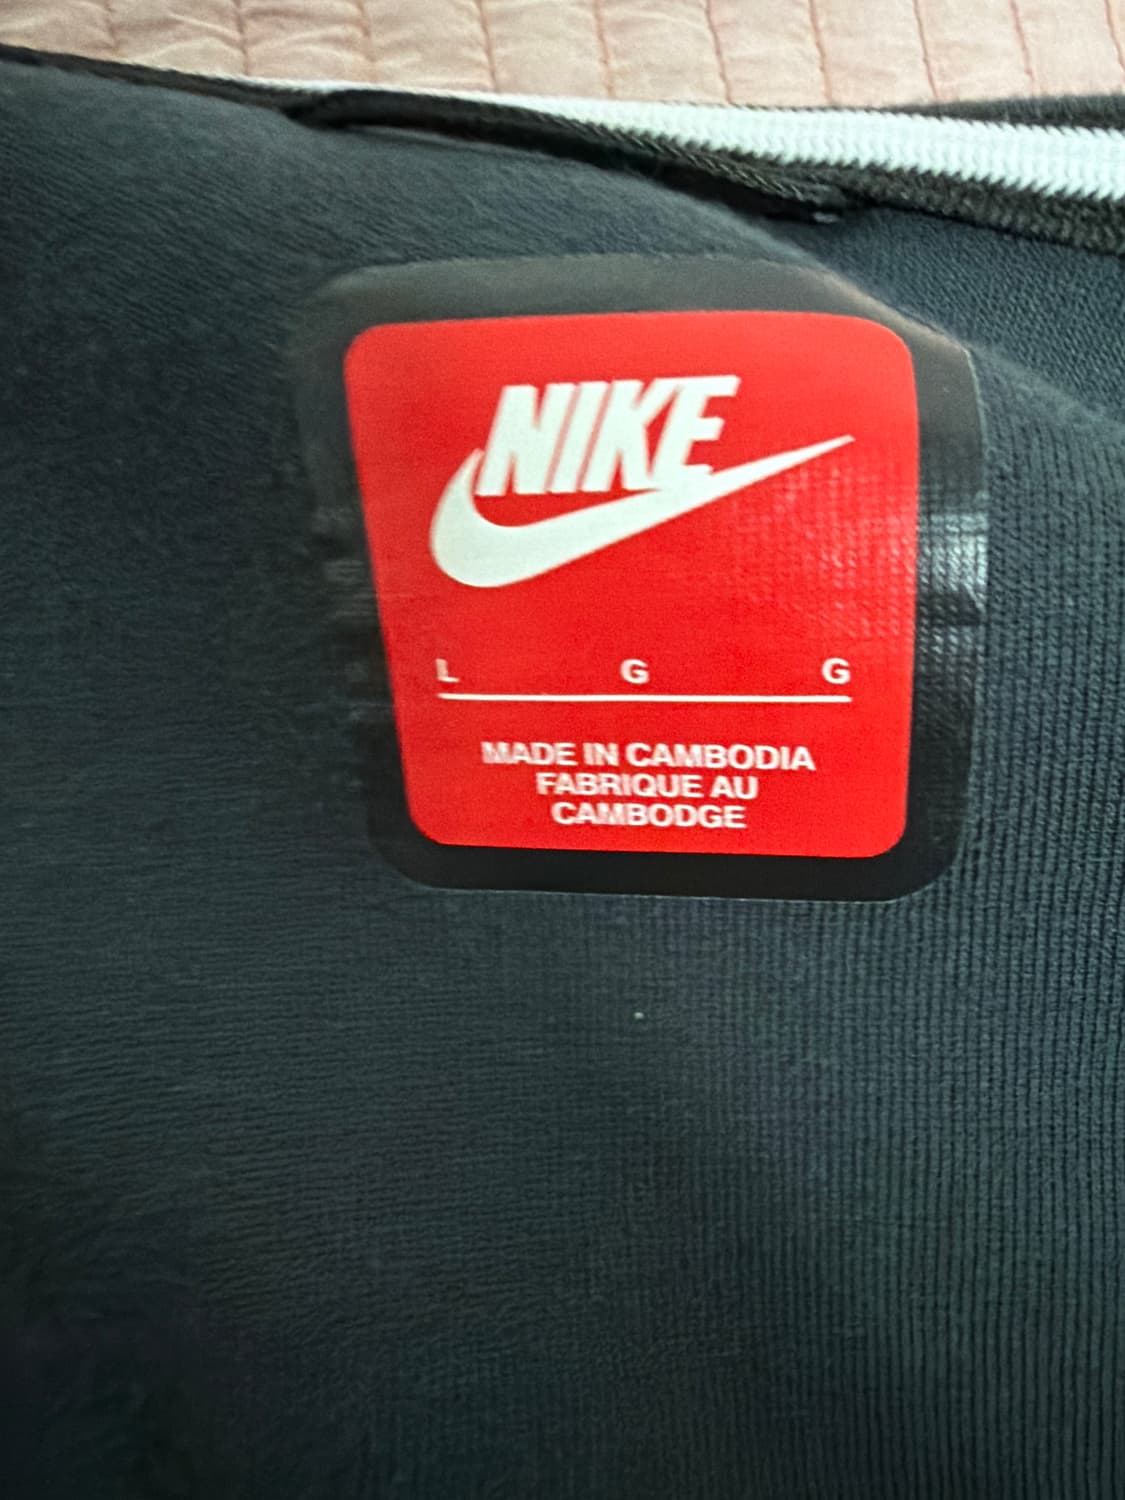 NIKE
L G G
MADE IN CAMBODIA
FABRIQUE AU
CAMBODGE